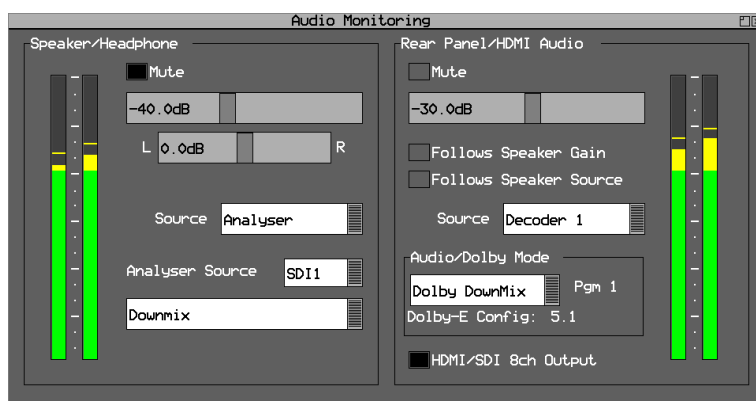 Audio Monitoring
Speaker/Headphone
Mute
-40.0dB
L 0.0dB R
Source Analyser
Analyser Source SDI1
Downmix
Rear Panel/HDMI Audio
Mute
-30.0dB
Follows Speaker Gain
Follows Speaker Source
Source Decoder 1
Audio/Dolby Mode
Dolby DownMix Pgm 1
Dolby-E Config: 5.1
HDMI/SDI 8ch Output